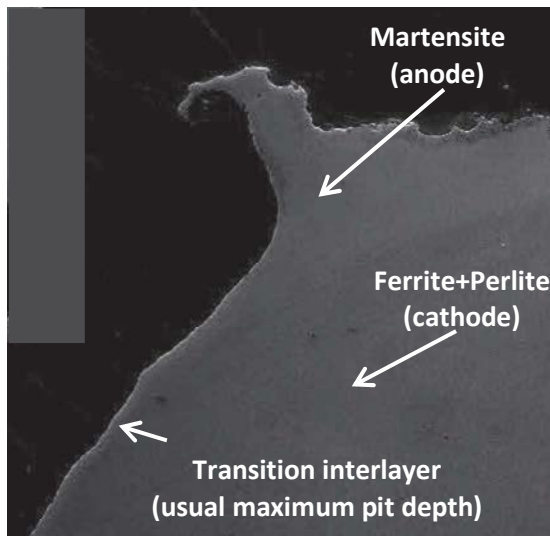 Martensite
(anode)
Ferrite+Perlite
(cathode)
Transition interlayer
(usual maximum pit depth)